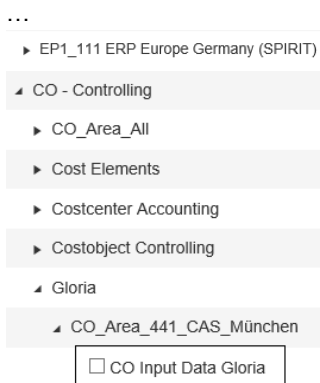 ...
EP1_111 ERP Europe Germany (SPIRIT)
CO - Controlling
CO_Area_All
Cost Elements
Costcenter Accounting
Costobject Controlling
Gloria
CO_Area_441_CAS_München
CO Input Data Gloria